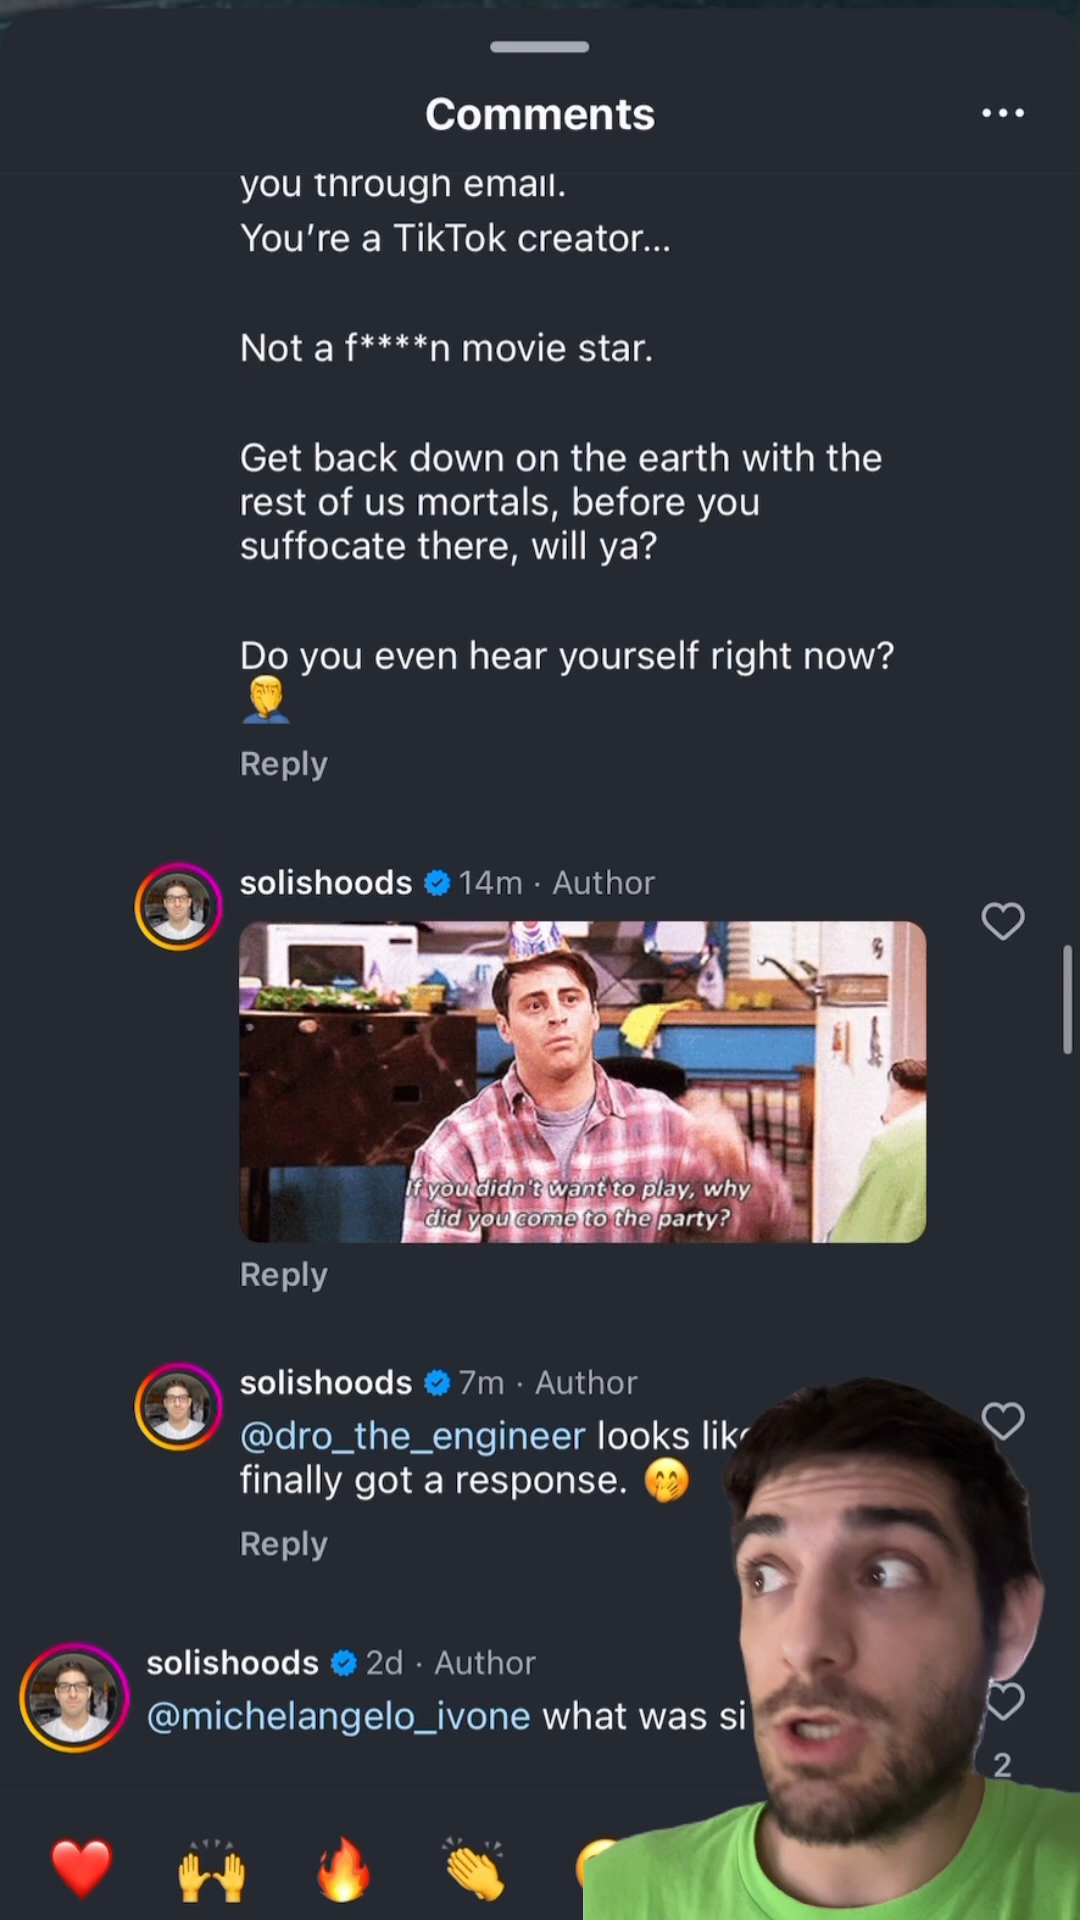 Comments
you through email.
You're a TikTok creator...
Not a f****n movie star.
Get back down on the earth with the
rest of us mortals, before you
suffocate there, will ya?
Do you even hear yourself right now?
🤦‍♂️
Reply
solishoods 14m · Author
If you didn't want to play, why
did you come to the party?
Reply
solishoods 7m · Author
@dro_the_engineer looks
finally got a response. 🤭
Reply
solishoods 2d · Author
@michelangelo_ivone what was
2